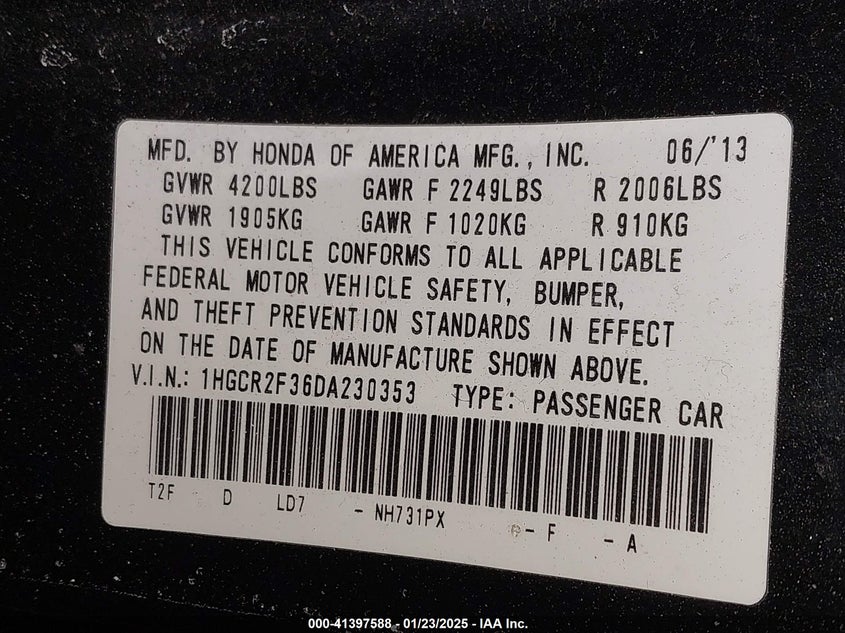 MFD. BY HONDA OF AMERICA MFG., INC. 06/'13
GVWR 4200LBS GAWR F 2249LBS R 2006LBS
GVWR 1905KG GAWR F 1020KG R 910KG
THIS VEHICLE CONFORMS TO ALL APPLICABLE
FEDERAL MOTOR VEHICLE SAFETY, BUMPER,
AND THEFT PREVENTION STANDARDS IN EFFECT
ON THE DATE OF MANUFACTURE SHOWN ABOVE.
V.I.N.: 1HGCR2F36DA230353 TYPE: PASSENGER CAR
T2F D LD7 - NH731PX - F - A
000-41397588 - 01/23/2025 - IAA Inc.